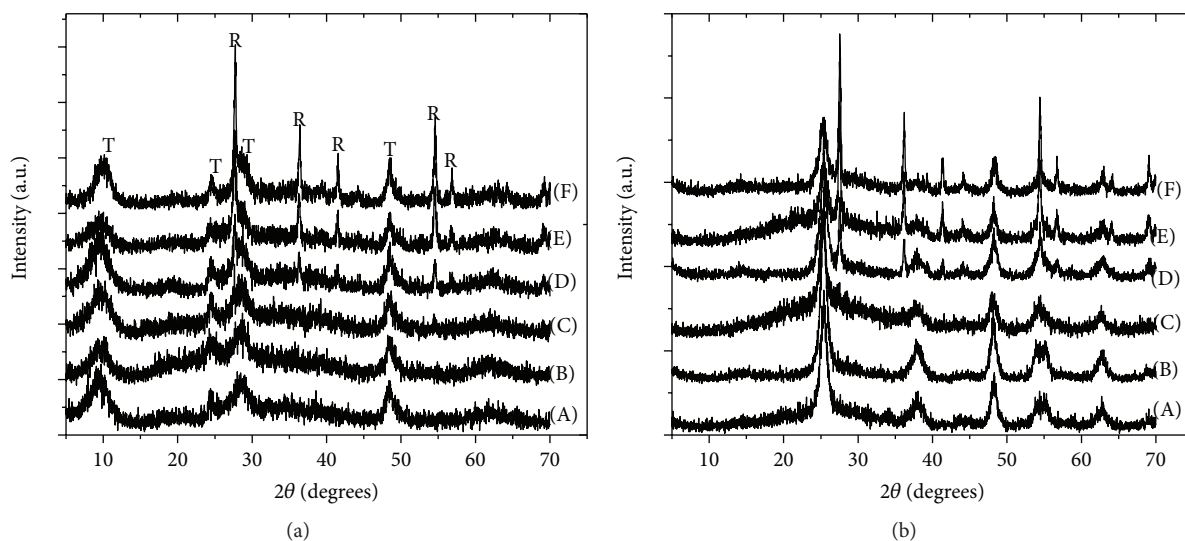 Intensity (a.u.)
T
T
R
T
R
R
T
R
R
(F)
(E)
(D)
(C)
(B)
(A)
10 20 30 40 50 60 70
2θ (degrees)
(a)
Intensity (a.u.)
(F)
(E)
(D)
(C)
(B)
(A)
10 20 30 40 50 60 70
2θ (degrees)
(b)